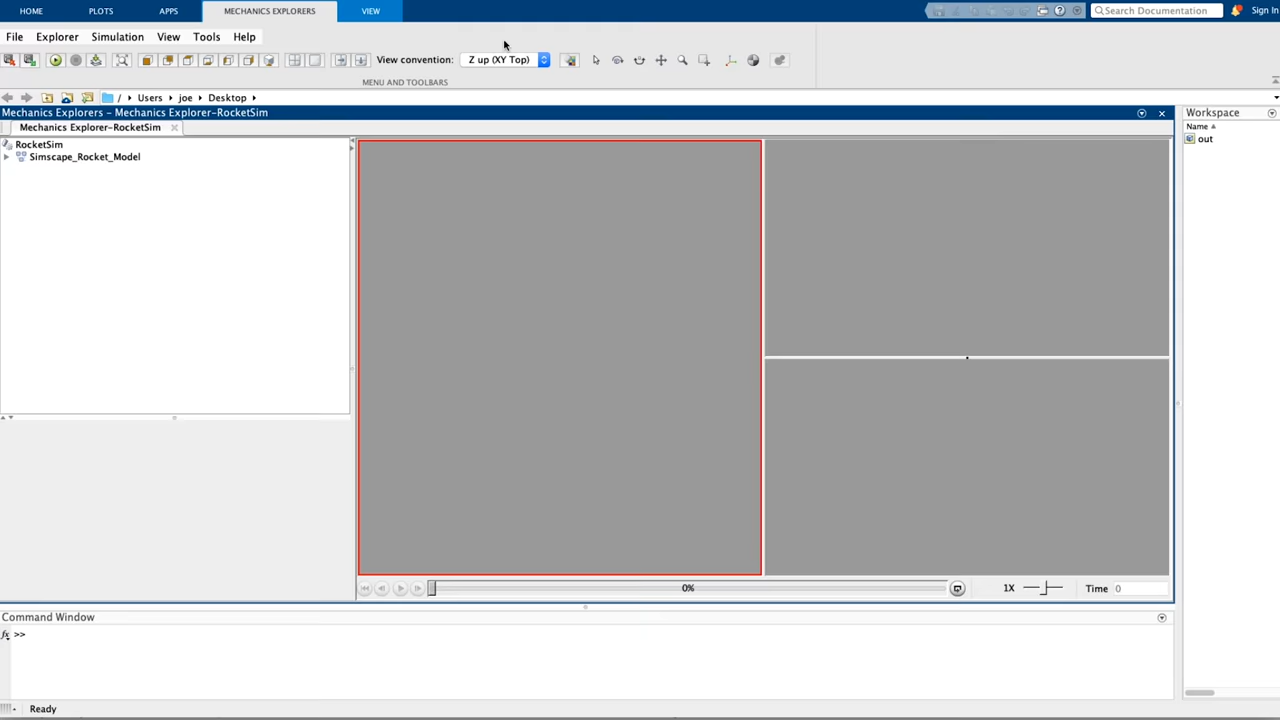 HOME PLOTS APPS MECHANICS EXPLORERS VIEW Search Documentation Sign In
File Explorer Simulation View Tools Help
View convention: Z up (XY Top)
MENU AND TOOLBARS
/ Users joe Desktop
Mechanics Explorers - Mechanics Explorer-RocketSim
Workspace
Mechanics Explorer-RocketSim
Name
RocketSim
out
Simscape_Rocket_Model
0% 1X Time 0
Command Window
fx >>
Ready